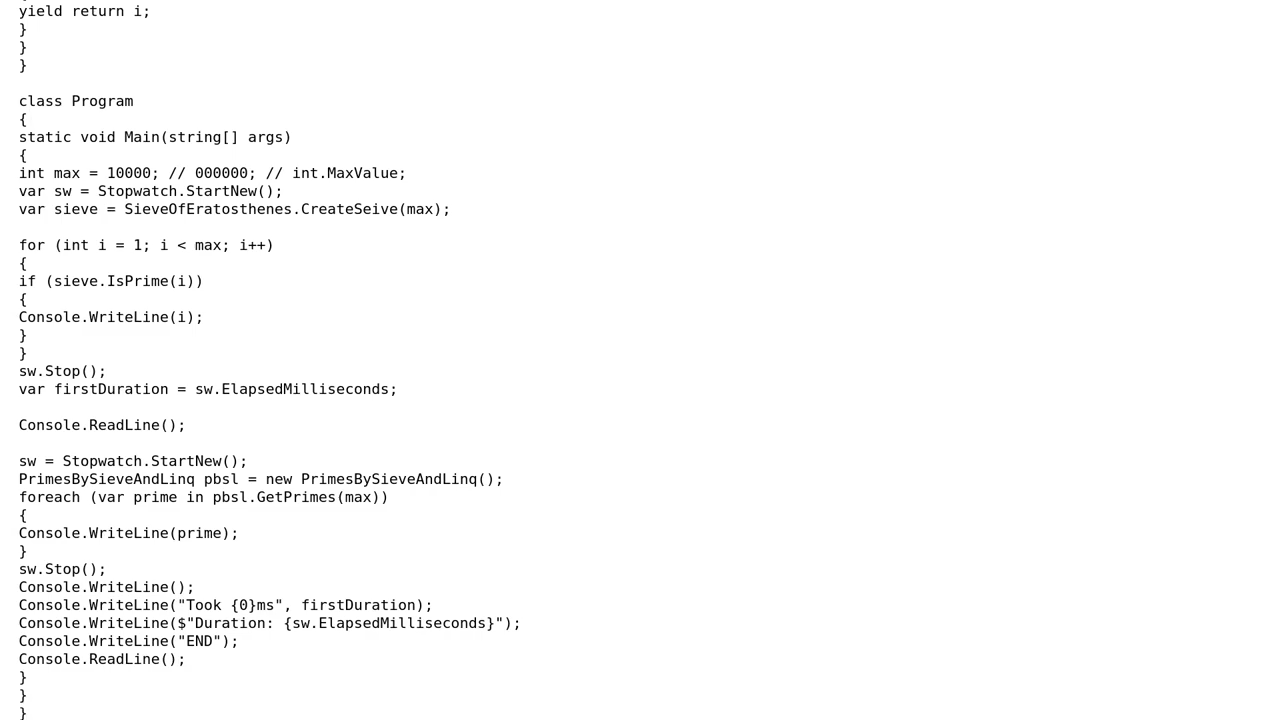 yield return i;
}
}
}
class Program
{
static void Main(string[] args)
{
int max = 10000; // 000000; // int.MaxValue;
var sw = Stopwatch.StartNew();
var sieve = SieveOfEratosthenes.CreateSeive(max);
for (int i = 1; i < max; i++)
{
if (sieve.IsPrime(i))
{
Console.WriteLine(i);
}
}
sw.Stop();
var firstDuration = sw.ElapsedMilliseconds;
Console.ReadLine();
sw = Stopwatch.StartNew();
PrimesBySieveAndLinq pbsl = new PrimesBySieveAndLinq();
foreach (var prime in pbsl.GetPrimes(max))
{
Console.WriteLine(prime);
}
sw.Stop();
Console.WriteLine();
Console.WriteLine("Took {0}ms", firstDuration);
Console.WriteLine($"Duration: {sw.ElapsedMilliseconds}");
Console.WriteLine("END");
Console.ReadLine();
}
}
}